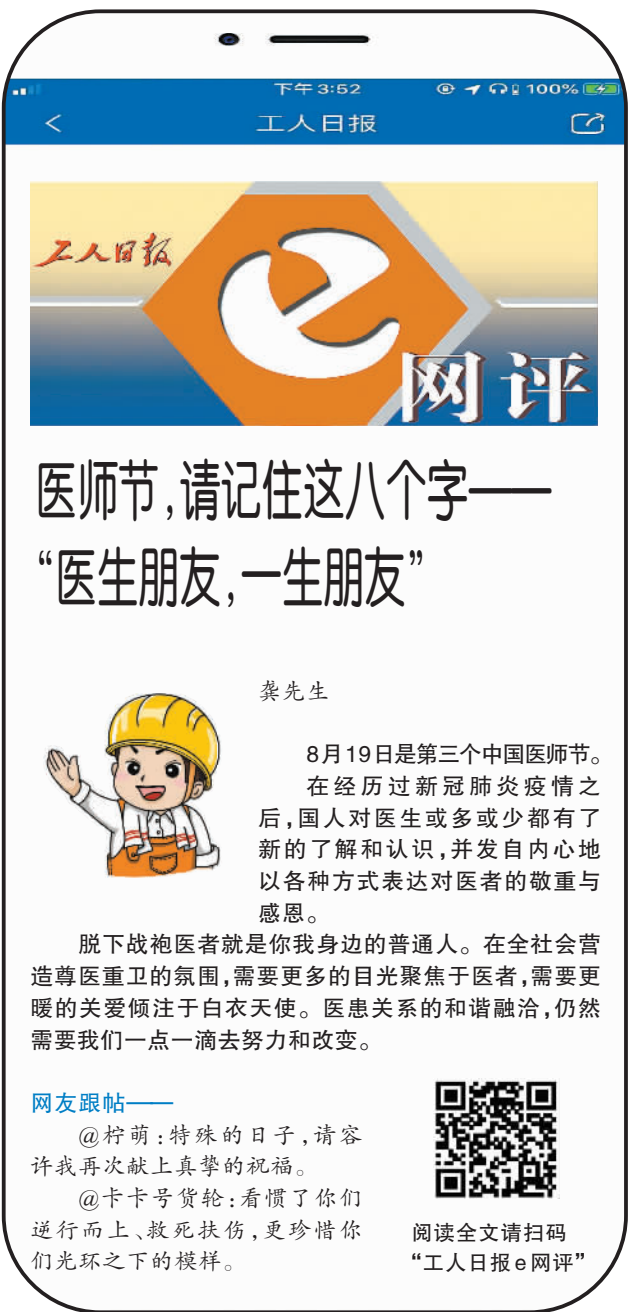 下午3:52
100%
工人日报
工人日报
e
网评
医师节,请记住这八个字——
“医生朋友,一生朋友”
龚先生
8月19日是第三个中国医师节。
在经历过新冠肺炎疫情之
后,国人对医生或多或少都有了
新的了解和认识,并发自内心地
以各种方式表达对医者的敬重与
感恩。
脱下战袍医者就是你我身边的普通人。在全社会营
造尊医重卫的氛围,需要更多的目光聚焦于医者,需要更
暖的关爱倾注于白衣天使。医患关系的和谐融洽,仍然
需要我们一点一滴去努力和改变。
网友跟帖——
@柠萌:特殊的日子,请容
许我再次献上真挚的祝福。
@卡卡号货轮:看惯了你们
逆行而上、救死扶伤,更珍惜你
们光环之下的模样。
阅读全文请扫码
“工人日报e网评”